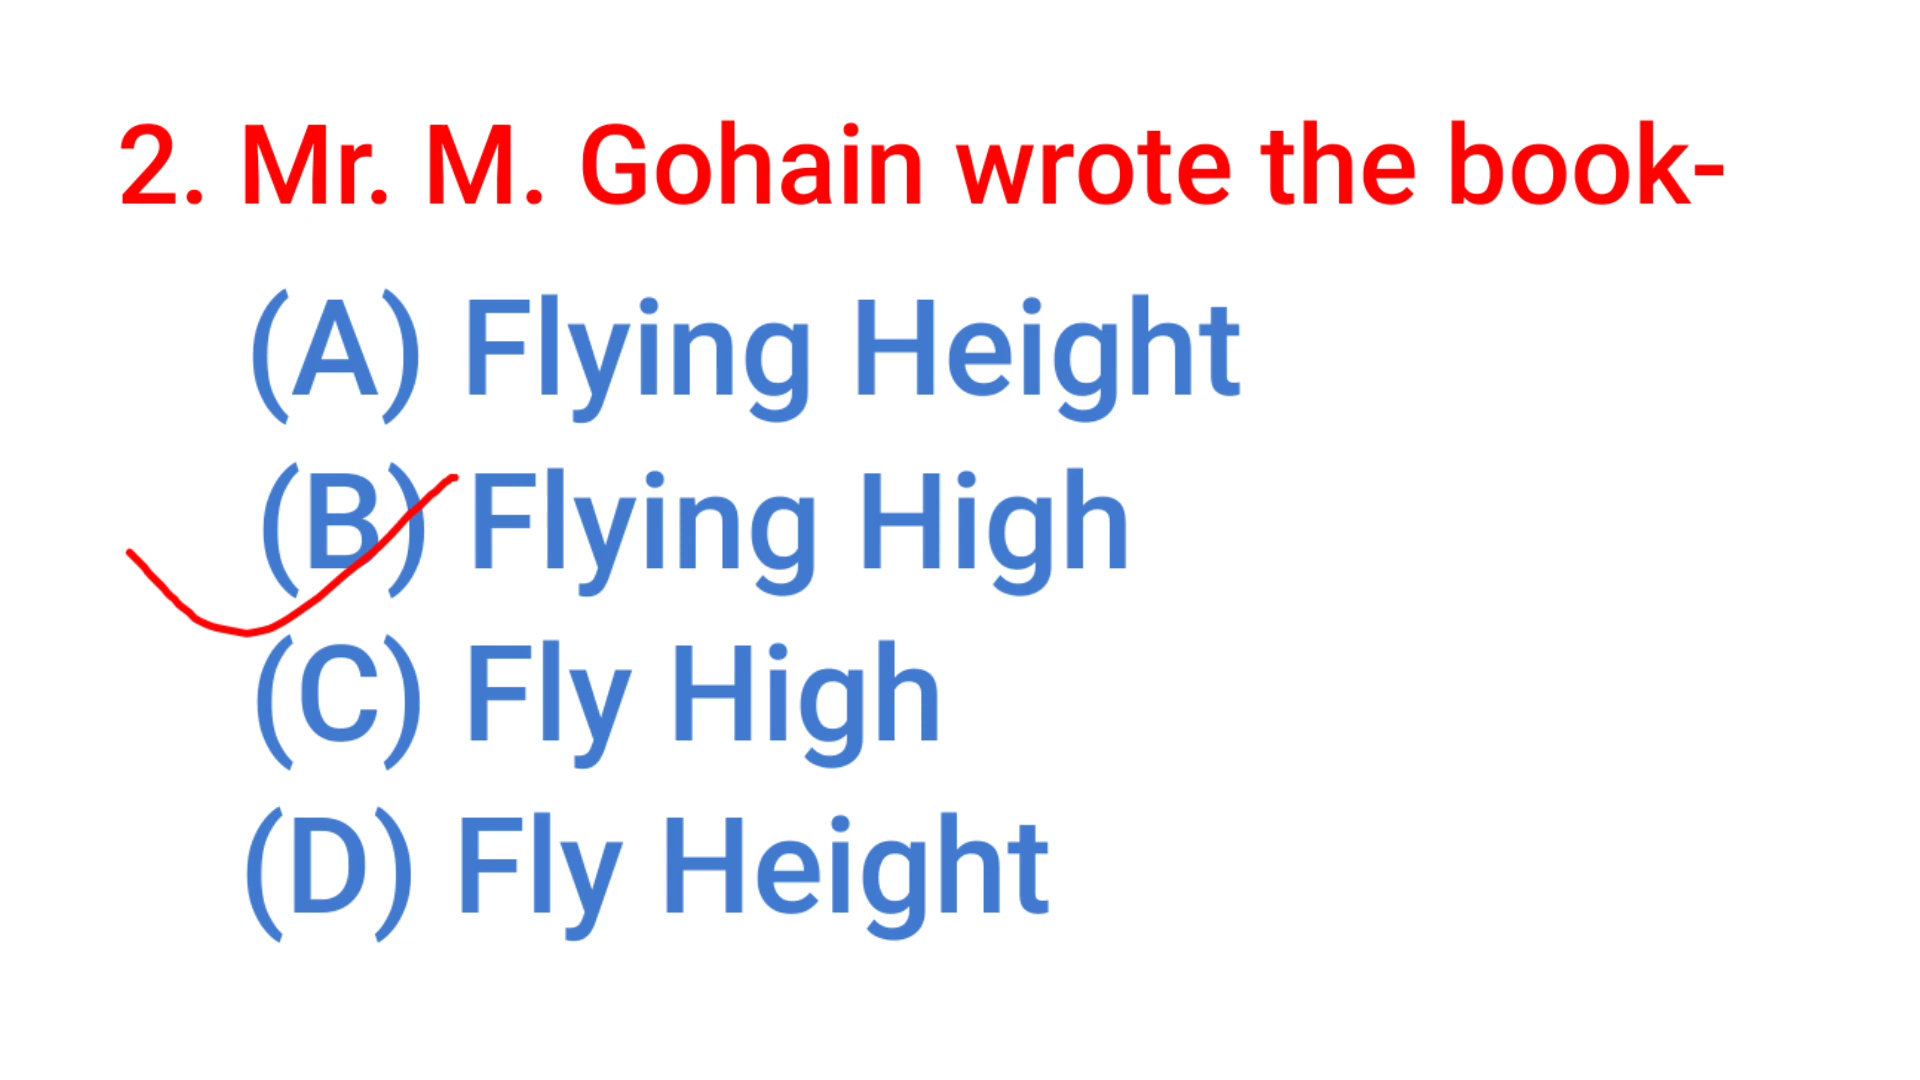 2. Mr. M. Gohain wrote the book-
(A) Flying Height
(B) Flying High
(C) Fly High
(D) Fly Height